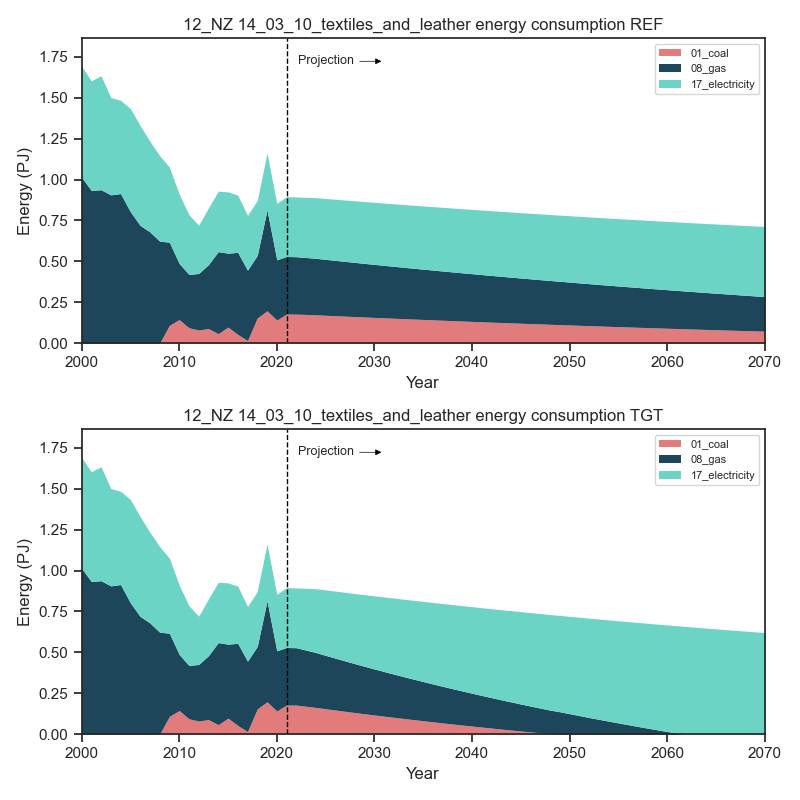 12_NZ 14_03_10_textiles_and_leather energy consumption REF
Energy (PJ)
1.75
1.50
1.25
1.00
0.75
0.50
0.25
0.00
Projection
01_coal
08_gas
17_electricity
2000 2010 2020 2030 2040 2050 2060 2070
Year
12_NZ 14_03_10_textiles_and_leather energy consumption TGT
Energy (PJ)
1.75
1.50
1.25
1.00
0.75
0.50
0.25
0.00
Projection
01_coal
08_gas
17_electricity
2000 2010 2020 2030 2040 2050 2060 2070
Year